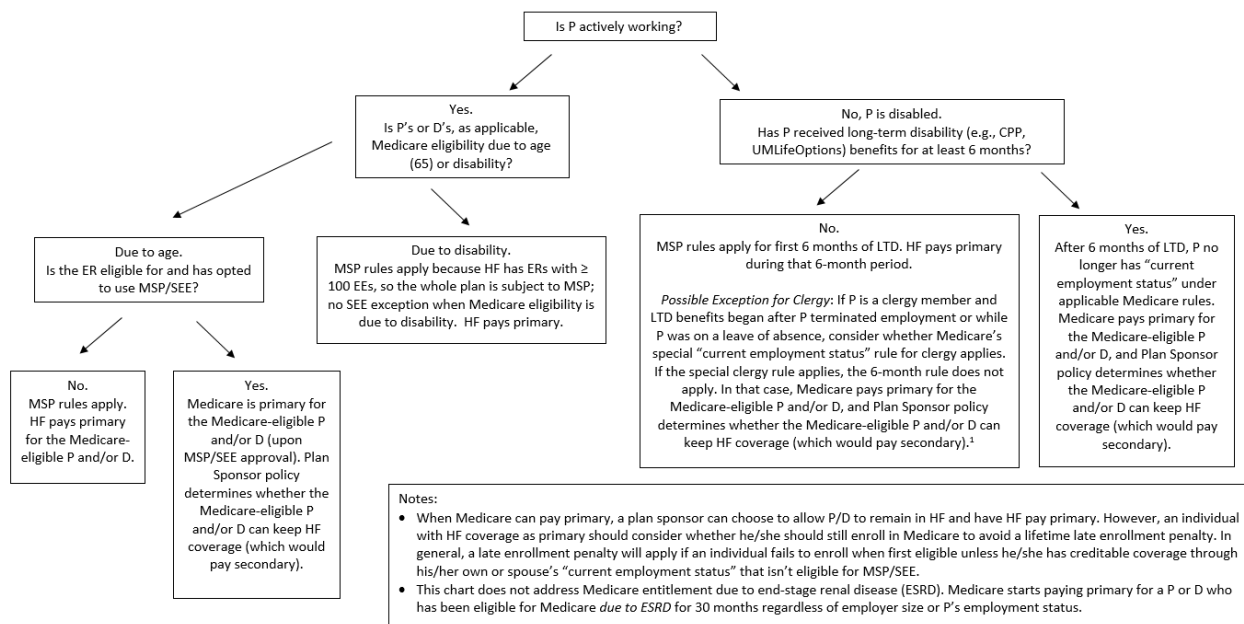 Is P actively working?
Yes.
Is P's or D's, as applicable,
Medicare eligibility due to age
(65) or disability?
No, P is disabled.
Has P received long-term disability (e.g., CPP,
UMLifeOptions) benefits for at least 6 months?
Due to age.
Is the ER eligible for and has opted
to use MSP/SEE?
Due to disability.
MSP rules apply because HF has ERs with ≥
100 EEs, so the whole plan is subject to MSP;
no SEE exception when Medicare eligibility is
due to disability.  HF pays primary.
No.
MSP rules apply for first 6 months of LTD. HF pays primary
during that 6-month period.
Possible Exception for Clergy: If P is a clergy member and
LTD benefits began after P terminated employment or while
P was on a leave of absence, consider whether Medicare's
special “current employment status” rule for clergy applies.
If the special clergy rule applies, the 6-month rule does not
apply. In that case, Medicare pays primary for the
Medicare-eligible P and/or D, and Plan Sponsor policy
determines whether the Medicare-eligible P and/or D can
keep HF coverage (which would pay secondary).¹
Yes.
After 6 months of LTD, P no
longer has “current
employment status” under
applicable Medicare rules.
Medicare pays primary for
the Medicare-eligible P
and/or D, and Plan Sponsor
policy determines whether
the Medicare-eligible P
and/or D can keep HF
coverage (which would pay
secondary).
No.
MSP rules apply.
HF pays primary
for the Medicare-
eligible P and/or D.
Yes.
Medicare is primary for
the Medicare-eligible P
and/or D (upon
MSP/SEE approval). Plan
Sponsor policy
determines whether the
Medicare-eligible P
and/or D can keep HF
coverage (which would
pay secondary).
Notes:
• When Medicare can pay primary, a plan sponsor can choose to allow P/D to remain in HF and have HF pay primary. However, an individual
with HF coverage as primary should consider whether he/she should still enroll in Medicare to avoid a lifetime late enrollment penalty. In
general, a late enrollment penalty will apply if an individual fails to enroll when first eligible unless he/she has creditable coverage through
his/her own or spouse's “current employment status” that isn't eligible for MSP/SEE.
• This chart does not address Medicare entitlement due to end-stage renal disease (ESRD). Medicare starts paying primary for a P or D who
has been eligible for Medicare due to ESRD for 30 months regardless of employer size or P's employment status.